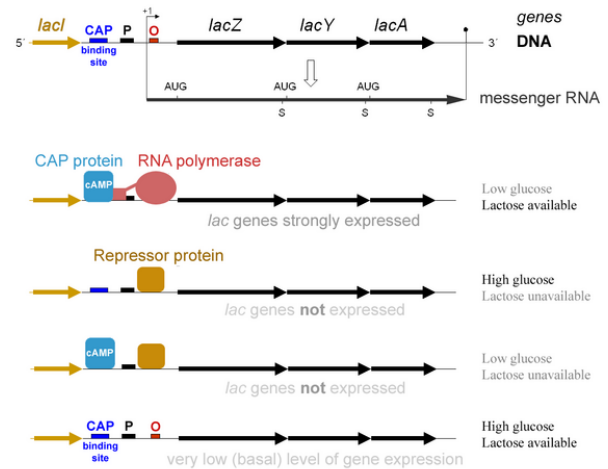 lacI CAP P +1 O lacZ lacY lacA genes
5´ 3´ DNA
binding
site
AUG AUG AUG
messenger RNA
S S S
CAP protein RNA polymerase
cAMP
Low glucose
Lactose available
lac genes strongly expressed
Repressor protein
High glucose
Lactose unavailable
lac genes not expressed
cAMP
Low glucose
Lactose unavailable
lac genes not expressed
CAP P O
binding
site
High glucose
Lactose available
very low (basal) level of gene expression